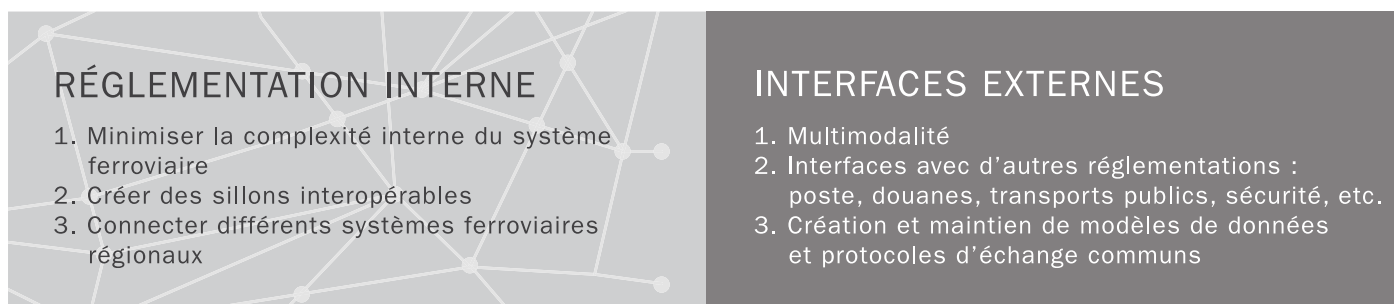 RÉGLEMENTATION INTERNE
1. Minimiser la complexité interne du système
ferroviaire
2. Créer des sillons interopérables
3. Connecter différents systèmes ferroviaires
régionaux
INTERFACES EXTERNES
1. Multimodalité
2. Interfaces avec d’autres réglementations :
poste, douanes, transports publics, sécurité, etc.
3. Création et maintien de modèles de données
et protocoles d’échange communs